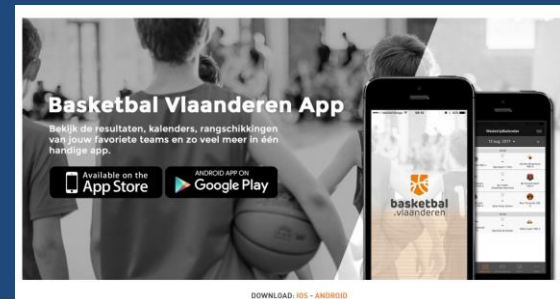 Basketbal Vlaanderen App
Bekijk de resultaten, kalenders, rangschikkingen
van jouw favoriete teams en zo veel meer in één
handige app.
Available on the
App Store
ANDROID APP ON
Google Play
basketbal
.vlaanderen
Wedstrijdkalender
DOWNLOAD: IOS - ANDROID